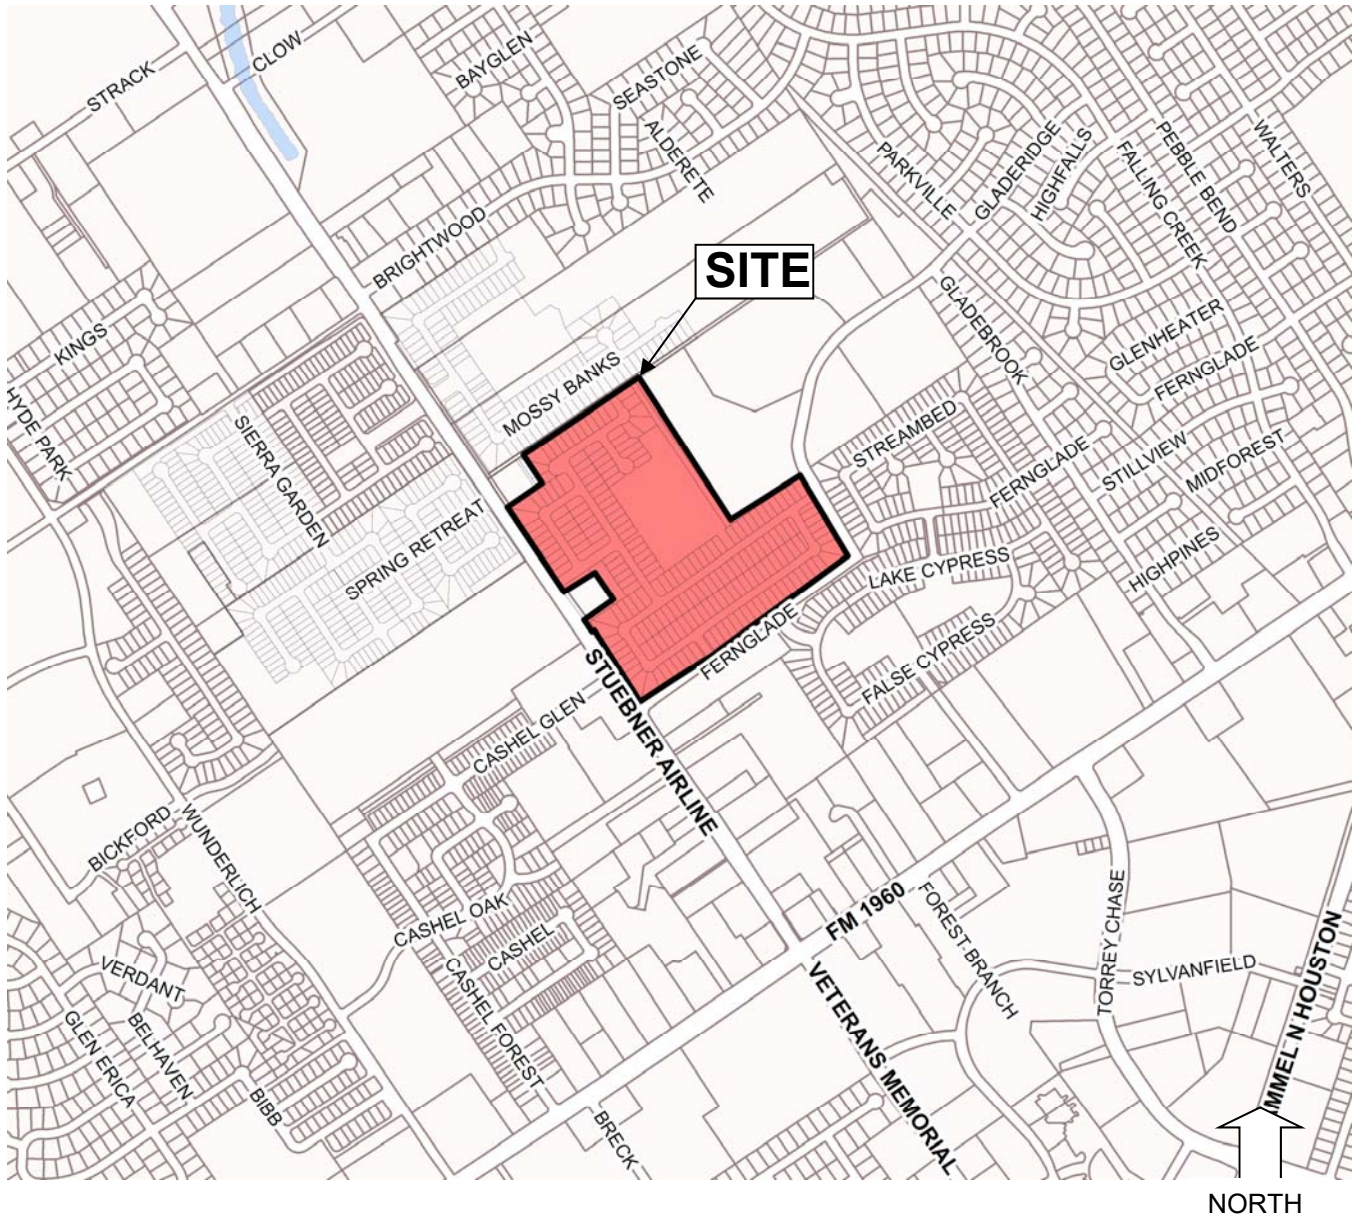 STRACK
CLOW
BAYGLEN
SEASTONE
ALDERETE
PARKVILLE
GLADERIDGE
HIGHFALLS
FALLING CREEK
PEBBLE BEND
WALTERS
BRIGHTWOOD
SITE
GLADEBROOK
GLENHEATER
FERNGLADE
KINGS
HYDE PARK
SIERRA GARDEN
MOSSY BANKS
SPRING RETREAT
STREAMBED
FERNGLADE
STILLVIEW
MIDFOREST
HIGHPINES
LAKE CYPRESS
FALSE CYPRESS
FERNGLADE
STUEBNER AIRLINE
CASHEL GLEN
BICKFORD
WUNDERLICH
CASHEL OAK
CASHEL
CASHEL FOREST
VERDANT
BELHAVEN
GLEN ERICA
BIBB
BRECK
FM 1960
FOREST BRANCH
TORREY CHASE
SYLVANFIELD
VETERANS MEMORIAL
MMEL N HOUSTON
NORTH